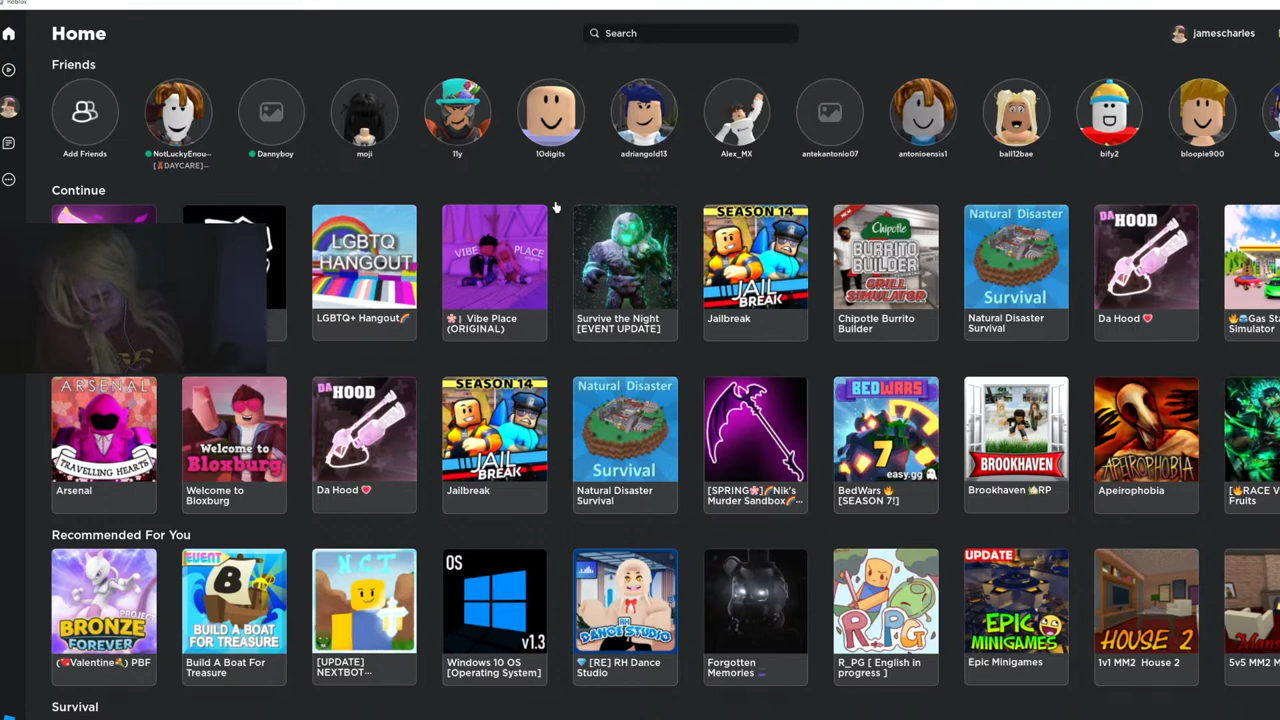 Roblox
Home
Search
jamescharles
Friends
Add Friends
NotLuckyEnou...
[🧸DAYCARE]...
Dannyboy
moji
11y
10digits
adriangold13
Alex_MX
antekantonio07
antonioensis1
ball12bae
bify2
bloopie900
Continue
LGBTQ
HANGOUT
LGBTQ+ Hangout🌈
VIBE PLACE
🌸| Vibe Place
(ORIGINAL)
Survive the Night
[EVENT UPDATE]
SEASON 14
JAIL
BREAK
Jailbreak
NEW
Chipotle
BURRITO
BUILDER
GRILL
SIMULATOR
Chipotle Burrito
Builder
Natural Disaster
Survival
Natural Disaster
Survival
DA HOOD
Da Hood 💗
🔥⛽Gas Sta
Simulator
ARSENAL
TRAVELLING HEARTS
Arsenal
Welcome to
Bloxburg
Welcome to
Bloxburg
DA HOOD
Da Hood 💗
SEASON 14
JAIL
BREAK
Jailbreak
Natural Disaster
Survival
Natural Disaster
Survival
[SPRING🌸]🌈Nik's
Murder Sandbox🌈...
BEDWARS
7
easy.gg
BedWars 🔥
[SEASON 7!]
BROOKHAVEN
Brookhaven 🏡RP
APEIROPHOBIA
Apeirophobia
[🔥RACE V
Fruits
Recommended For You
PROJECT
BRONZE
FOREVER
(💘Valentine💐) PBF
EVENT
B
BUILD A BOAT
FOR TREASURE
Build A Boat For
Treasure
N.G.T
[UPDATE]
NEXTBOT...
OS
v1.3
Windows 10 OS
[Operating System]
RH
DANCE STUDIO
💎 [RE] RH Dance
Studio
Forgotten
Memories
R_PG
R_PG [ English in
progress ]
UPDATE
EPIC
MINIGAMES
Epic Minigames
HOUSE 2
1v1 MM2 House 2
5v5 MM2 M
Survival